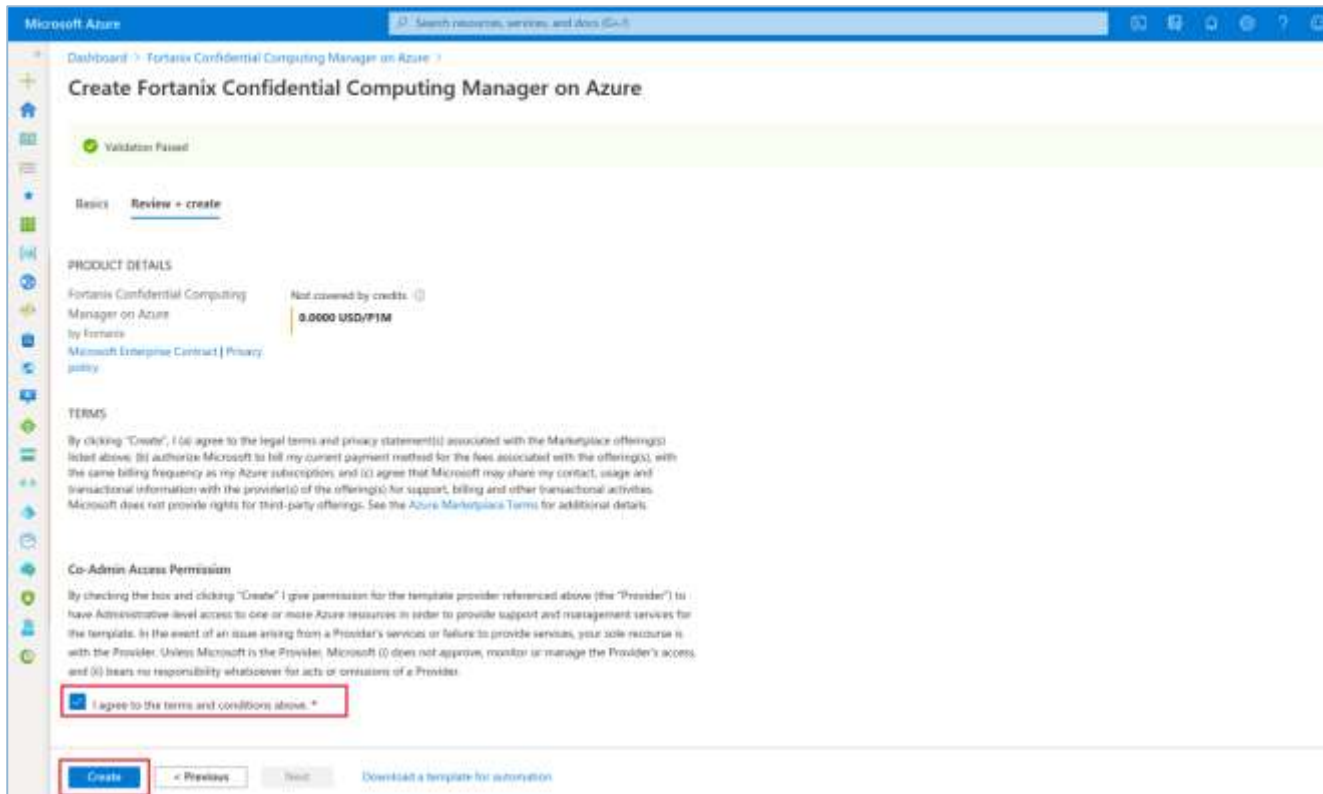 Microsoft Azure
Search resources, services, and docs (G+/)
Dashboard > Fortanix Confidential Computing Manager on Azure >
Create Fortanix Confidential Computing Manager on Azure
Validation Passed
Basics Review + create
PRODUCT DETAILS
Fortanix Confidential Computing
Manager on Azure
by Fortanix
Microsoft Enterprise Contract | Privacy
policy
Not covered by credits
0.0000 USD/P1M
TERMS
By clicking "Create", I (a) agree to the legal terms and privacy statement(s) associated with the Marketplace offering(s)
listed above; (b) authorize Microsoft to bill my current payment method for the fees associated with the offering(s), with
the same billing frequency as my Azure subscription; and (c) agree that Microsoft may share my contact, usage and
transactional information with the provider(s) of the offering(s) for support, billing and other transactional activities.
Microsoft does not provide rights for third-party offerings. See the Azure Marketplace Terms for additional details.
Co-Admin Access Permission
By checking the box and clicking "Create" I give permission for the template provider referenced above (the "Provider") to
have Administrative-level access to one or more Azure resources in order to provide support and management services for
the template. In the event of an issue arising from a Provider's services or failure to provide services, your sole recourse is
with the Provider. Unless Microsoft is the Provider, Microsoft (i) does not approve, monitor or manage the Provider's access,
and (ii) bears no responsibility whatsoever for acts or omissions of a Provider.
I agree to the terms and conditions above. *
Create < Previous Next Download a template for automation